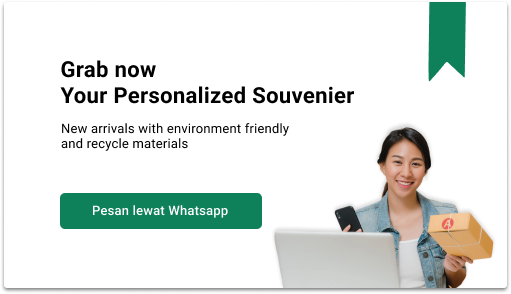 Grab now
Your Personalized Souvenier
New arrivals with environment friendly
and recycle materials
Pesan lewat Whatsapp